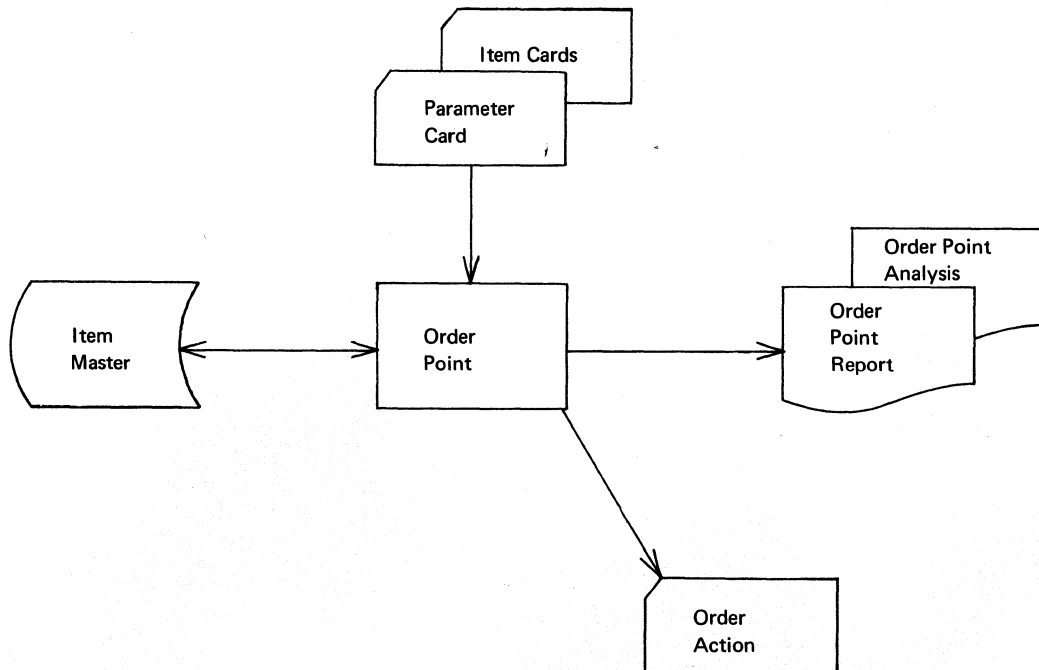 Item Cards
Parameter
Card
Order Point
Analysis
Item
Master
Order
Point
Order
Point
Report
Order
Action